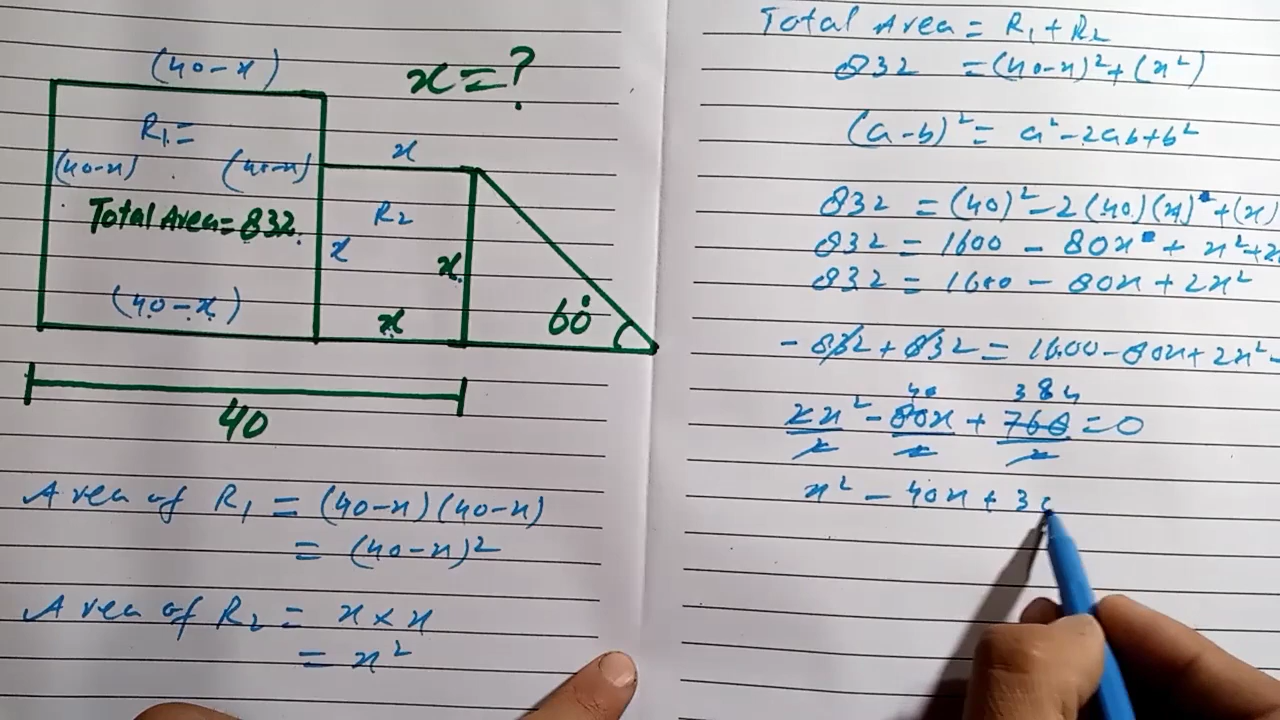 (40-x)
x=?
R₁=
(40-x) (40-x)
Total Area=832.
(40-x)
x
R₂
x
x
x
60°
40
Area of R₁ = (40-x)(40-x)
= (40-x)²
Area of R₂ = x × x
= x²
Total Area = R₁+R₂
832 =(40-x)²+(x²)
(a-b)² = a²-2ab+b²
832 = (40)²-2(40)(x)+(x)
832 = 1600 - 80x + x²+
832 = 1600 - 80x + 2x²
- 832 + 832 = 1600-80x+2x²-
40 384
2x² - 80x + 768 = 0
2 2 2
x² - 40x + 3